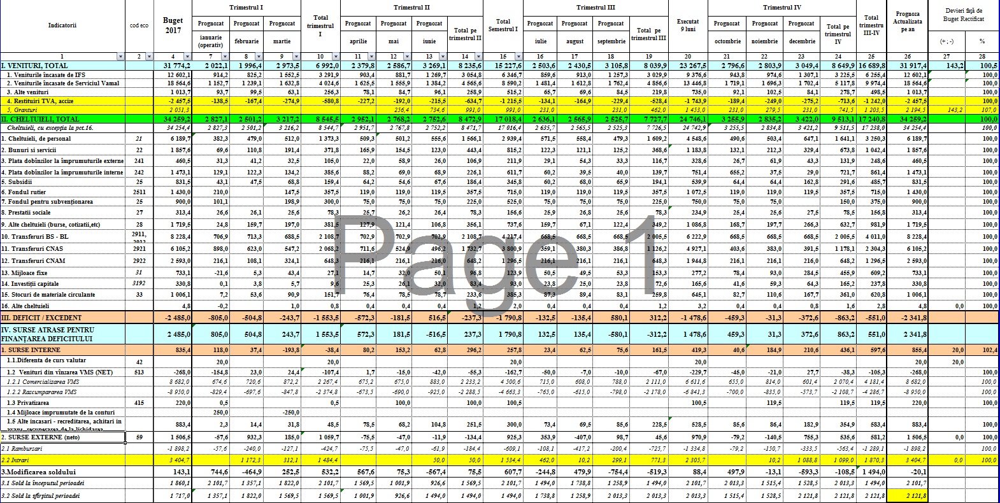 Indicatorii cod eco Buget 2017 Trimestrul I Total trimestrul I Trimestrul II Total Semestrul I Trimestrul III Executat 9 luni Trimestrul IV Total trimestru III-IV Prognoza Actualizata pe an Devieri faţă de Buget Rectificat
Prognozat Prognozat Prognozat Prognozat Prognozat Prognozat Total pe trimestrul II Prognozat Prognozat Prognozat Total pe trimestrul III Prognozat Prognozat Prognozat Total pe trimestrul IV
ianuarie (operativ) februarie martie aprilie mai iunie iulie august septembrie octombrie noiembrie decembrie (+ ; -) %
1 2 4 7 8 9 10 11 12 13 14 15 16 17 18 19 20 21 22 23 24 25 26 27 28
I. VENITURI, TOTAL 31 774,2 2 022,1 1 996,4 2 973,5 6 992,0 2 379,8 2 586,7 3 269,1 8 235,6 15 227,6 2 503,6 2 430,5 3 105,8 8 039,9 23 267,5 2 796,6 2 803,9 3 049,4 8 649,9 16 689,8 31 917,4 143,2 100,5
1. Veniturile încasate de IFS 12 602,1 914,2 825,2 1 552,5 3 291,9 903,4 881,7 1 269,7 3 054,8 6 346,7 859,6 913,0 1 257,3 3 029,9 9 376,6 943,8 974,6 1 307,1 3 225,5 6 255,4 12 602,1 100,0
2. Veniturile încasate de Serviciul Vamal 18 564,6 1 152,7 1 239,1 1 632,8 4 024,6 1 625,5 1 555,9 1 384,2 4 565,6 8 590,2 1 481,4 1 612,8 1 762,4 4 856,6 13 446,8 1 719,1 1 696,3 1 702,4 5 117,8 9 974,4 18 564,6 100,0
3. Alte venituri 1 013,7 93,7 99,5 63,1 256,3 78,1 84,7 96,1 258,9 515,2 65,7 69,6 84,5 219,8 735,0 92,1 102,5 84,1 278,7 498,5 1 013,7 100,0
4. Restituiri TVA, accize -2 457,5 -138,5 -167,4 -274,9 -580,8 -227,2 -192,0 -215,5 -634,7 -1 215,5 -134,1 -164,9 -229,4 -528,4 -1 743,9 -189,4 -249,0 -275,2 -713,6 -1 242,0 -2 457,5 100,0
5, Granturi 2 051,3 256,4 734,6 991,0 991,0 231,0 231,0 462,0 1 453,0 231,0 279,5 231,0 741,5 1 203,5 2 194,5 143,2 107,0
II. CHELTUIELI, TOTAL 34 259,2 2 827,1 2 501,2 3 217,2 8 545,5 2 952,1 2 768,2 2 752,6 8 472,9 17 018,4 2 636,1 2 565,9 2 525,7 7 727,7 24 746,1 3 255,9 2 835,2 3 422,0 9 513,1 17 240,8 34 259,2 100,0
Cheltuieli, cu excepţia la pct.16. 34 254,4 2 827,3 2 501,2 3 216,2 8 544,7 2 951,7 2 767,8 2 752,2 8 471,7 17 016,4 2 635,7 2 565,5 2 525,3 7 726,5 24 742,9 3 255,5 2 834,8 3 421,2 9 511,5 17 238,0 34 254,4 100,0
1. Cheltuieli, de personal 21 6 189,7 382,3 479,0 512,0 1 373,3 509,3 501,2 555,6 1 566,1 2 939,4 571,5 558,4 479,3 1 609,2 4 548,6 490,6 503,4 647,1 1 641,1 3 250,3 6 189,7 100,0
2. Bunuri si servicii 22 1 857,6 69,6 110,8 191,4 371,8 165,9 154,5 123,0 443,4 815,2 122,3 121,1 125,2 368,6 1 183,8 132,1 212,3 329,4 673,8 1 042,4 1 857,6 100,0
3. Plata dobînzilor la împrumuturile externe 241 460,5 31,3 41,2 32,5 105,0 22,0 58,9 26,0 106,9 211,9 29,1 54,3 33,3 116,7 328,6 26,7 61,9 43,3 131,9 248,6 460,5 100,0
4. Plata dobînzilor la împrumuturile interne 242 1 473,1 129,1 122,3 134,2 385,6 88,2 69,0 68,9 226,1 611,7 60,2 39,5 40,0 139,7 751,4 655,2 37,5 29,0 721,7 861,4 1 473,1 100,0
5. Subsidii 25 831,5 43,1 47,5 68,8 159,4 64,2 54,6 67,6 186,4 345,8 60,2 68,0 65,9 194,1 539,9 64,4 64,4 162,8 291,6 485,7 831,5 100,0
6. Fondul rutier 2511 1 430,0 210,0 147,5 357,5 119,0 119,0 119,5 357,5 715,0 119,0 119,0 119,5 357,5 1 072,5 119,0 119,0 119,5 357,5 715,0 1 430,0 100,0
7. Fondul pentru subvenţionarea 25 900,0 101,1 198,9 300,0 75,0 75,0 75,0 225,0 525,0 75,0 75,0 75,0 225,0 750,0 75,0 75,0 150,0 375,0 900,0 100,0
8. Prestatii sociale 27 313,4 26,6 26,1 25,6 78,3 25,7 26,2 26,4 78,3 156,6 25,9 26,8 25,6 78,3 234,9 25,4 25,6 27,5 78,5 156,8 313,4 100,0
9. Alte cheltuieli (burse, cotizatii,etc) 28 1 719,5 24,8 159,7 197,0 381,5 127,9 121,4 106,8 356,1 737,6 159,7 67,1 122,4 349,2 1 086,8 168,7 197,7 266,3 632,7 981,9 1 719,5 100,0
10. Transferuri BS - BL 2911, 8 228,4 706,9 713,3 688,5 2 108,7 702,9 702,9 702,9 2 108,7 4 217,4 668,5 668,5 668,5 2 005,5 6 222,9 668,5 668,5 668,5 2 005,5 4 011,0 8 228,4 100,0
11. Transferuri CNAS 2921 6 105,2 898,0 623,0 547,2 2 068,2 711,6 524,9 496,2 1 732,7 3 800,9 359,1 380,3 386,8 1 126,2 4 927,1 403,6 383,0 391,5 1 178,1 2 304,3 6 105,2 100,0
12. Transferuri CNAM 2922 2 593,0 216,1 108,1 324,1 648,3 216,1 216,1 216,0 648,2 1 296,5 216,1 216,1 216,1 648,3 1 944,8 216,1 216,1 216,0 648,2 1 296,5 2 593,0 100,0
13. Mijloace fixe 31 733,1 -21,6 5,3 43,4 27,1 14,7 32,0 50,1 96,8 123,9 50,5 49,5 53,3 153,3 277,2 78,4 93,0 284,5 455,9 609,2 733,1 100,0
14. Investiţii capitale 3192 330,8 0,1 3,8 5,7 9,6 25,3 26,1 32,0 83,4 93,0 23,8 25,0 23,8 72,6 165,6 41,6 59,3 64,3 165,2 237,8 330,8 100,0
15. Stocuri de materiale circulante 33 1 006,1 7,2 53,6 90,9 151,7 76,4 78,5 78,7 233,6 385,3 87,3 89,4 83,1 259,8 645,1 82,7 110,6 167,7 361,0 620,8 1 006,1 100,0
16. Alte cheltuieli 4,8 -0,2 1,0 0,8 0,4 0,4 0,4 1,2 2,0 0,4 0,4 0,4 1,2 3,2 0,4 0,4 0,8 1,6 2,8 4,8 0,0 100,0
III. DEFICIT / EXCEDENT -2 485,0 -805,0 -504,8 -243,7 -1 553,5 -572,3 -181,5 516,5 -237,3 -1 790,8 -132,5 -135,4 580,1 312,2 -1 478,6 -459,3 -31,3 -372,6 -863,2 -551,0 -2 341,8
IV. SURSE ATRASE PENTRU FINANŢAREA DEFICITULUI 2 485,0 805,0 504,8 243,7 1 553,5 572,3 181,5 -516,5 237,3 1 790,8 132,5 135,4 -580,1 -312,2 1 478,6 459,3 31,3 372,6 863,2 551,0 2 341,8
1. SURSE INTERNE 835,4 118,0 37,4 -193,8 -38,4 80,2 153,2 62,8 296,2 257,8 23,4 62,5 75,6 161,5 419,3 40,6 184,9 210,6 436,1 597,6 855,4 20,0 102,4
1.1.Diferenta de curs valutar 42 20,0 20,0 20,0 20,0 20,0 20,0
1.2 Venituri din vînzarea VMS (NET) 513 -268,0 -154,8 23,0 24,4 -107,4 1,7 -15,0 -42,0 -55,3 -162,7 -50,0 -7,0 -10,0 -67,0 -229,7 -45,0 -21,0 27,7 -38,3 -105,3 -268,0 100,0
1.2.1 Comercializarea VMS 8 682,0 674,6 720,6 872,2 2 267,4 675,2 675,0 883,0 2 233,2 4 500,6 715,0 608,0 788,0 2 111,0 6 611,6 655,0 814,0 601,4 2 070,4 4 181,4 8 682,0 100,0
1.2.2 Rascumpararea VMS -8 950,0 -829,4 -697,6 -847,8 -2 374,8 -673,5 -690,0 -925,0 -2 288,5 -4 663,3 -765,0 -615,0 -798,0 -2 178,0 -6 841,3 -700,0 -835,0 -573,7 -2 108,7 -4 286,7 -8 950,0 100,0
1.3 Privatizarea 415 220,0 0,5 0,5 100,0 100,0 100,5 100,5 119,5 119,5 119,5 220,0 100,0
1.4 Mijloace imprumutate de la conturi 250,0 -250,0
1.5 Alte incasari - recreditarea, achitari in avans, recuperarea de la lichidarea 883,4 2,3 14,4 31,8 48,5 78,5 68,2 104,8 251,5 300,0 73,4 69,5 85,6 228,5 528,5 85,6 86,4 182,9 354,9 583,4 883,4 100,0
2. SURSE EXTERNE (neto) 59 1 506,5 -57,6 932,3 185,0 1 059,7 -75,5 -47,0 -11,9 -134,4 925,3 353,9 -407,0 98,7 45,6 970,9 -79,2 -140,5 755,3 535,6 581,2 1 506,5 0,0 100,0
2.1 Rambursari -1 898,2 -57,6 -240,0 -127,1 -424,7 -75,5 -47,0 -61,9 -184,4 -609,1 -108,1 -417,2 -200,4 -725,7 -1 334,8 -79,2 -150,7 -333,5 -563,4 -1 289,1 -1 898,2 100,0
2.2 Intrari 3 404,7 1 172,3 312,1 1 484,4 50,0 50,0 1 534,4 462,0 10,2 299,1 771,3 2 305,7 10,2 1 088,8 1 099,0 1 870,3 3 404,7 0,0 100,0
3.Modificarea soldului 143,1 744,6 -464,9 252,5 532,2 567,6 75,3 -567,4 75,5 607,7 -244,8 479,9 -754,4 -519,3 88,4 497,9 -13,1 -593,3 -108,5 1 494,0 -20,1
3.1 Sold la începutul perioadei 1 860,1 2 101,7 1 357,1 1 822,0 2 101,7 1 569,5 1 001,9 926,6 1 569,5 2 101,7 1 494,0 1 738,8 1 258,9 1 494,0 2 101,7 2 013,3 1 515,4 1 528,5 2 013,3 1 494,0 2 101,7
3.2 Sold la sfîrşitul perioadei 1 717,0 1 357,1 1 822,0 1 569,5 1 569,5 1 001,9 926,6 1 494,0 1 494,0 1 494,0 1 738,8 1 258,9 2 013,3 2 013,3 2 013,3 1 515,4 1 528,5 2 121,8 2 121,8 2 121,8 2 121,8
Page 1